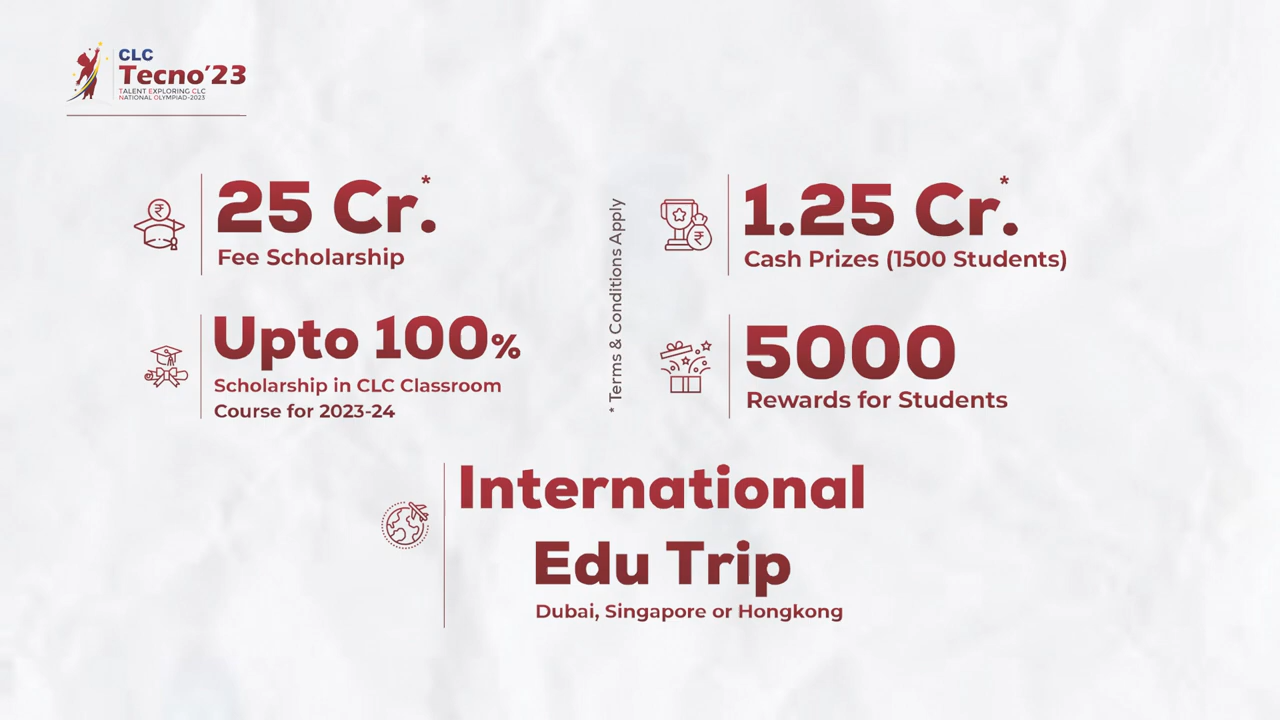 CLC
Tecno'23
TALENT EXPLORING CLC
NATIONAL OLYMPIAD-2023
25 Cr.*
Fee Scholarship
Upto 100%
Scholarship in CLC Classroom
Course for 2023-24
* Terms & Conditions Apply
1.25 Cr.*
Cash Prizes (1500 Students)
5000
Rewards for Students
International
Edu Trip
Dubai, Singapore or Hongkong